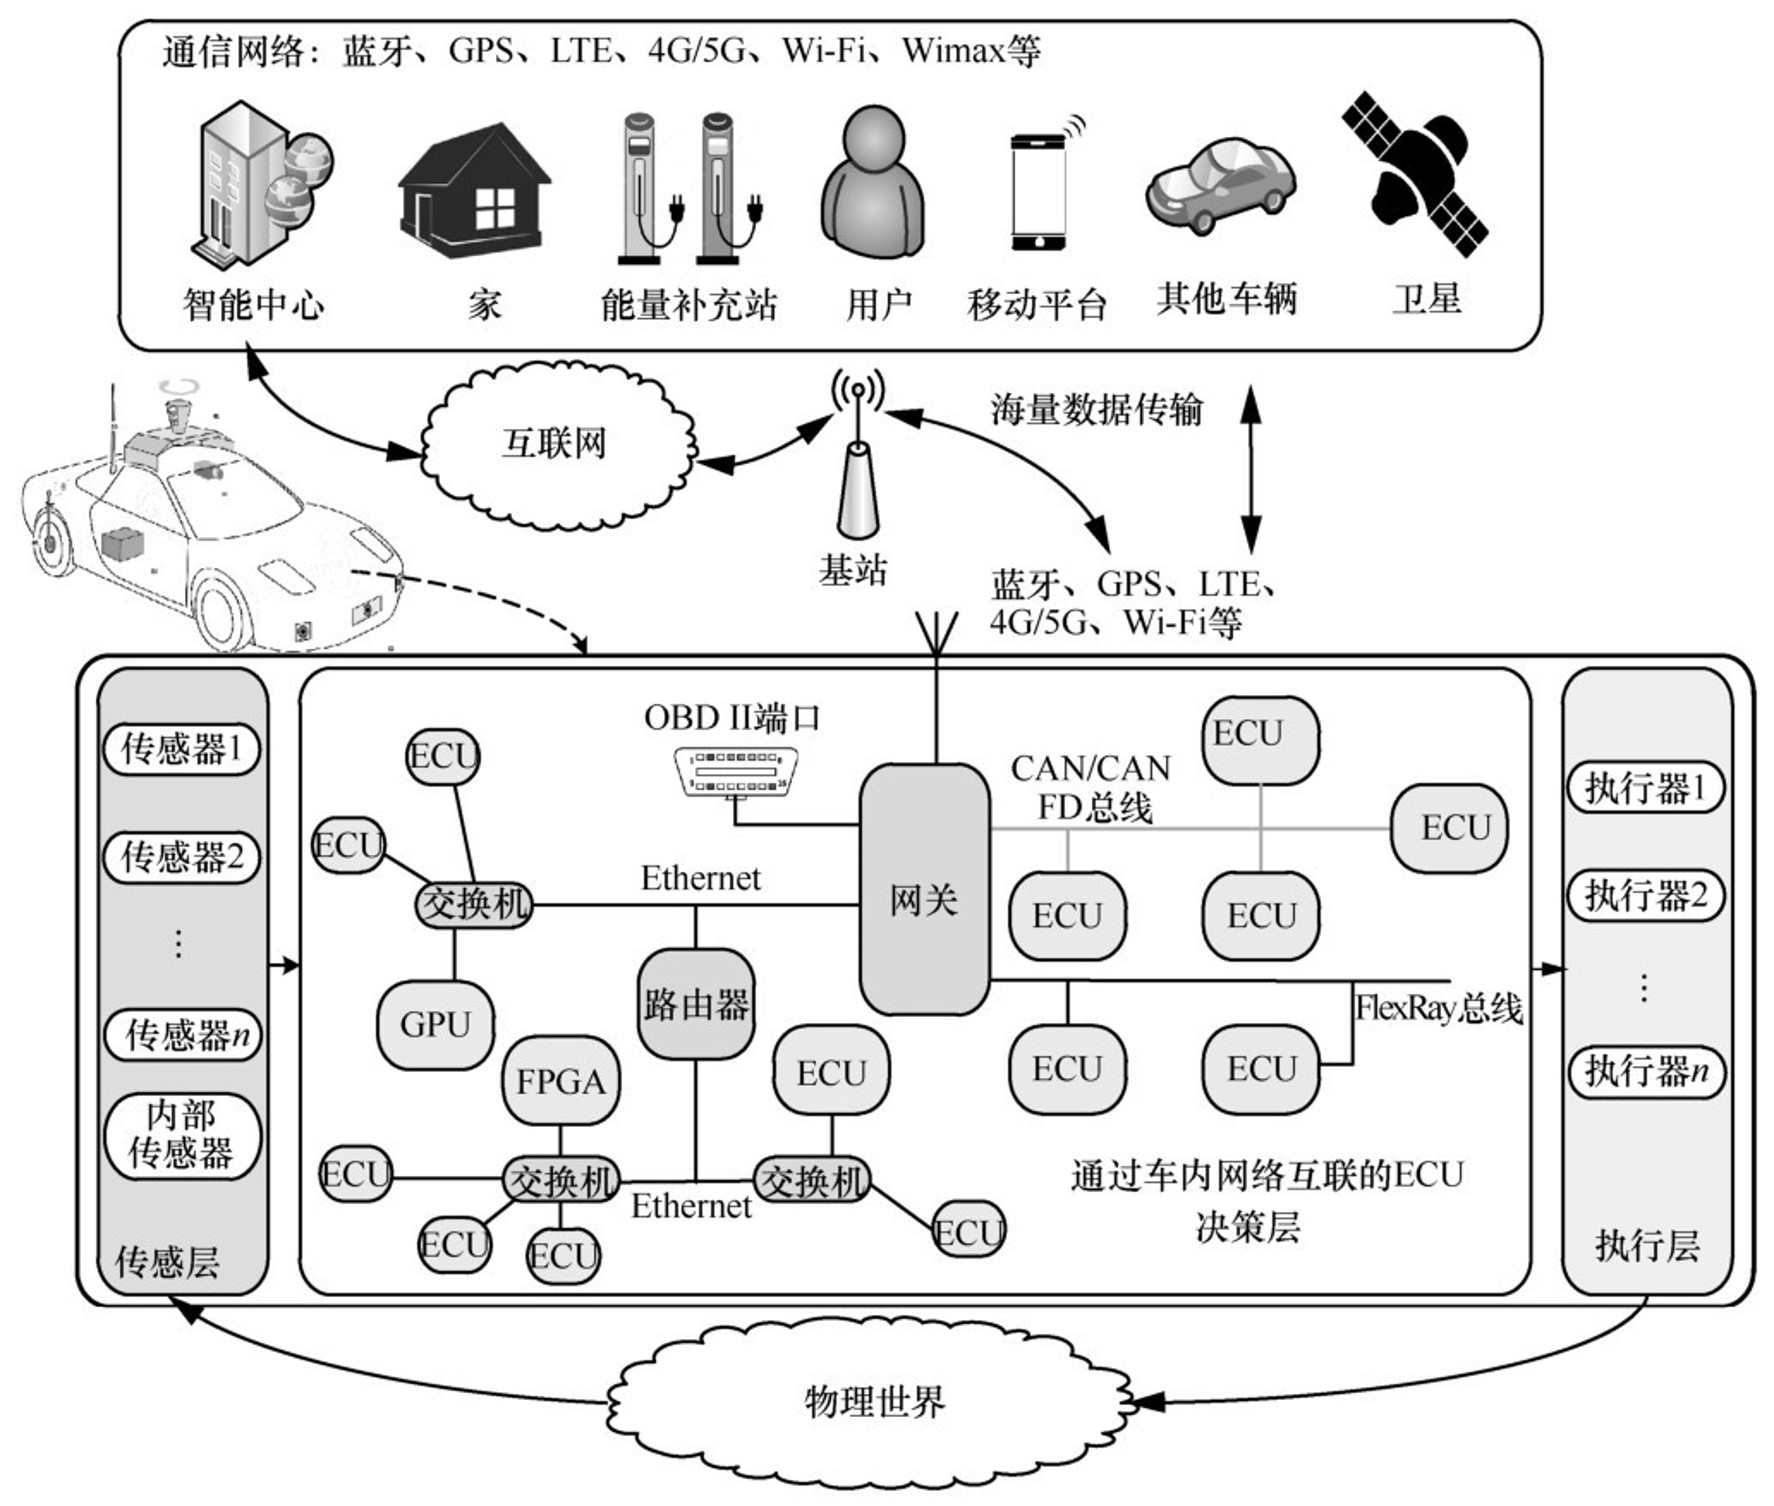 通信网络：蓝牙、GPS、LTE、4G/5G、Wi-Fi、Wimax等
智能中心
家
能量补充站
用户
移动平台
其他车辆
卫星
互联网
海量数据传输
基站
蓝牙、GPS、LTE、
4G/5G、Wi-Fi等
传感器1
传感器2
⋮
传感器n
内部
传感器
传感层
OBD II端口
ECU
ECU
交换机
GPU
Ethernet
路由器
网关
CAN/CAN
FD总线
ECU
ECU
ECU
ECU
FlexRay总线
ECU
ECU
FPGA
ECU
ECU
交换机
ECU
ECU
Ethernet
交换机
ECU
通过车内网络互联的ECU
决策层
执行器1
执行器2
⋮
执行器n
执行层
物理世界